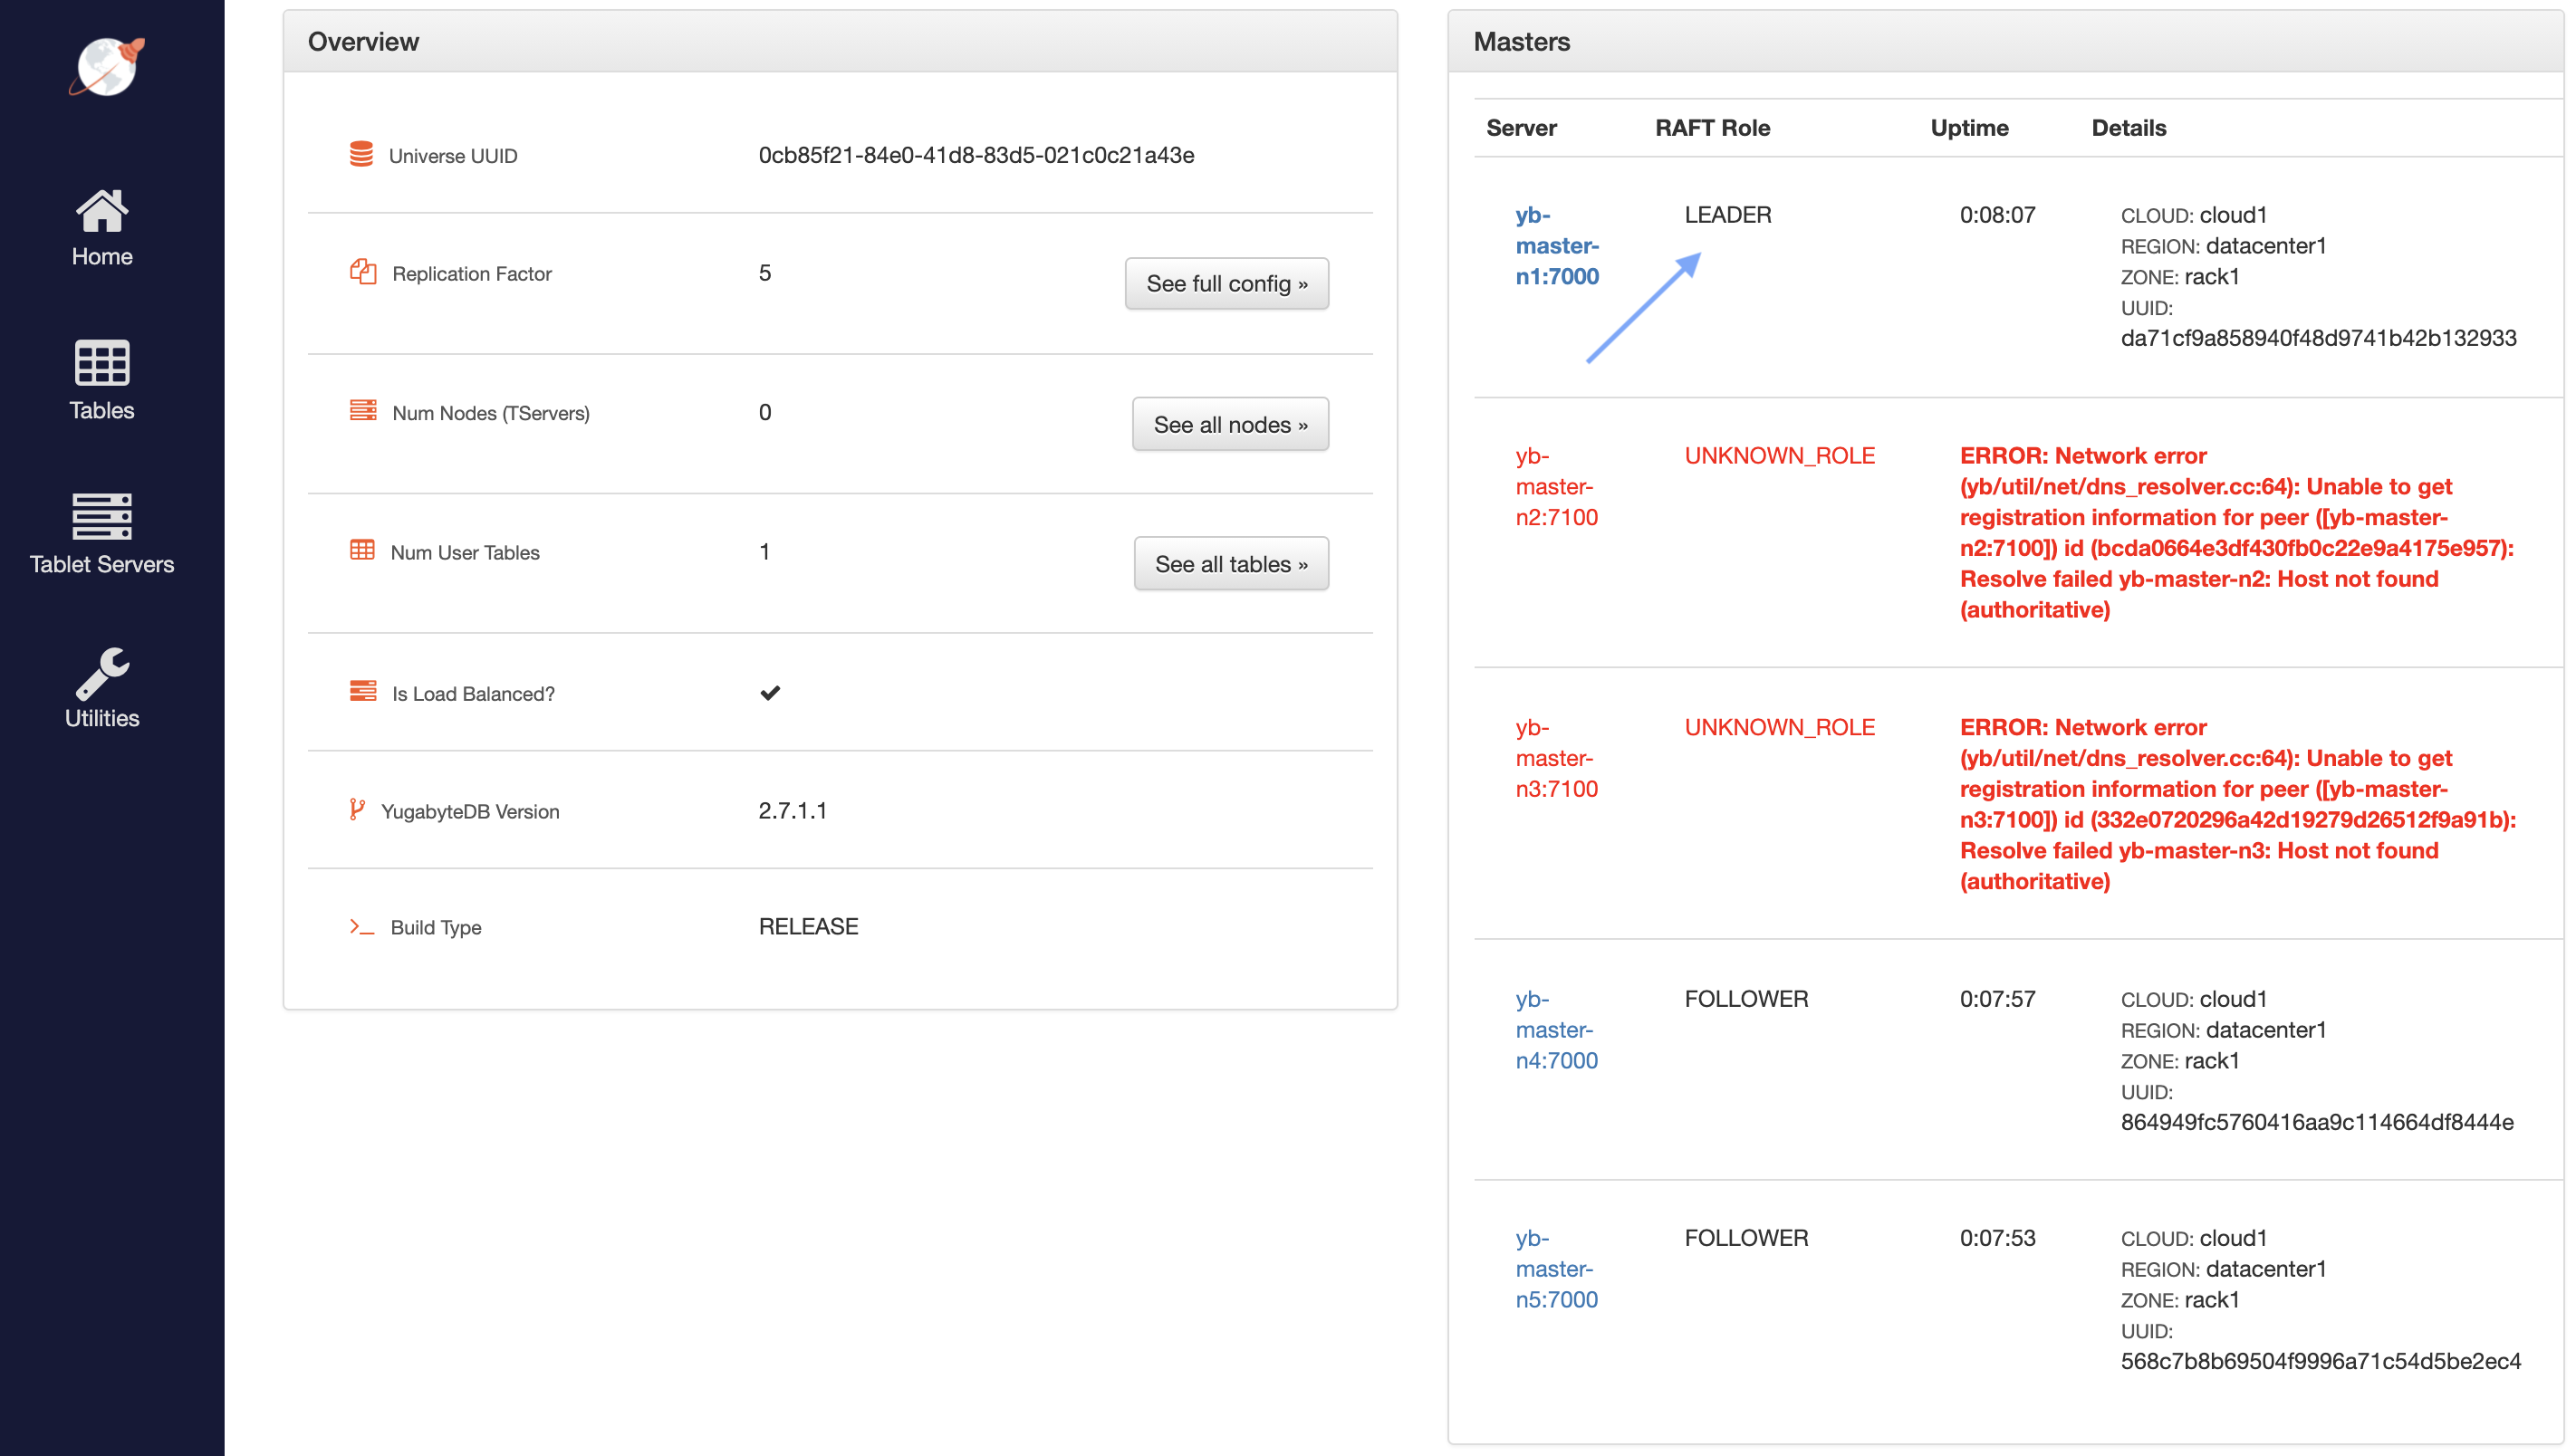 Home
Tables
Tablet Servers
Utilities
Overview
Universe UUID 0cb85f21-84e0-41d8-83d5-021c0c21a43e
Replication Factor 5 See full config »
Num Nodes (TServers) 0 See all nodes »
Num User Tables 1 See all tables »
Is Load Balanced? ✔
YugabyteDB Version 2.7.1.1
Build Type RELEASE
Masters
Server RAFT Role Uptime Details
yb-
master-
n1:7000
LEADER
0:08:07
CLOUD: cloud1
REGION: datacenter1
ZONE: rack1
UUID:
da71cf9a858940f48d9741b42b132933
yb-
master-
n2:7100
UNKNOWN_ROLE
ERROR: Network error
(yb/util/net/dns_resolver.cc:64): Unable to get
registration information for peer ([yb-master-
n2:7100]) id (bcda0664e3df430fb0c22e9a4175e957):
Resolve failed yb-master-n2: Host not found
(authoritative)
yb-
master-
n3:7100
UNKNOWN_ROLE
ERROR: Network error
(yb/util/net/dns_resolver.cc:64): Unable to get
registration information for peer ([yb-master-
n3:7100]) id (332e0720296a42d19279d26512f9a91b):
Resolve failed yb-master-n3: Host not found
(authoritative)
yb-
master-
n4:7000
FOLLOWER
0:07:57
CLOUD: cloud1
REGION: datacenter1
ZONE: rack1
UUID:
864949fc5760416aa9c114664df8444e
yb-
master-
n5:7000
FOLLOWER
0:07:53
CLOUD: cloud1
REGION: datacenter1
ZONE: rack1
UUID:
568c7b8b69504f9996a71c54d5be2ec4